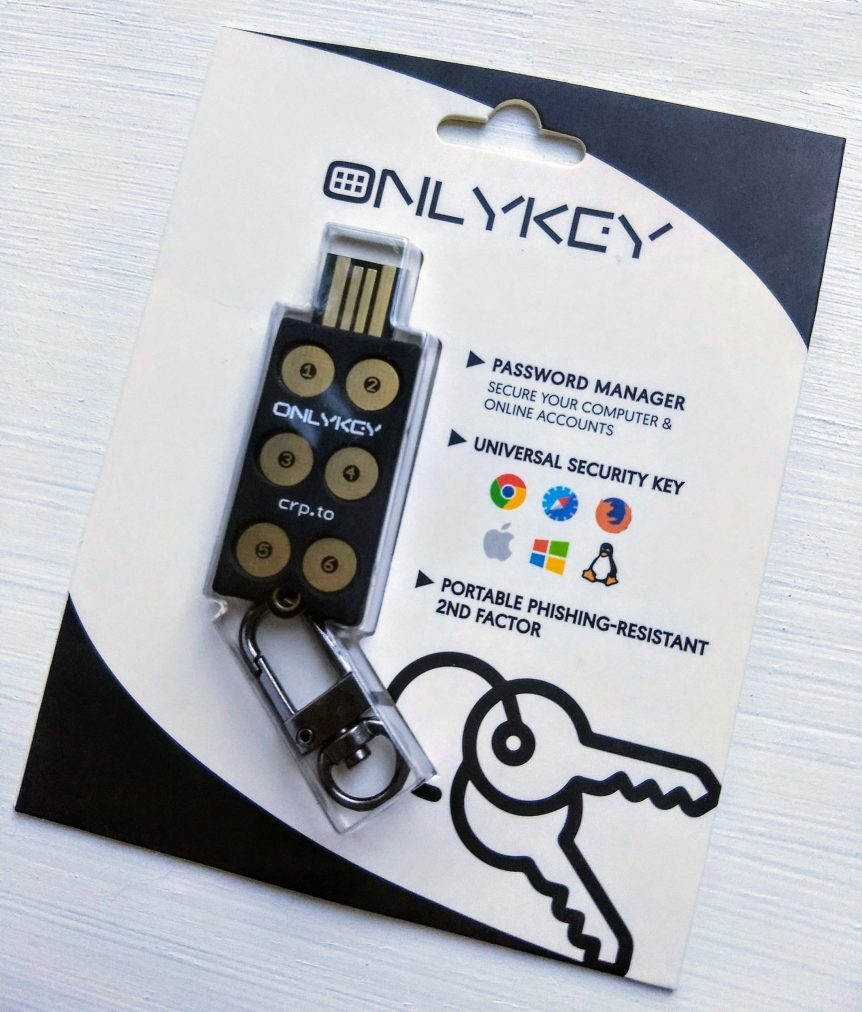 ONLYKEY
PASSWORD MANAGER
SECURE YOUR COMPUTER &
ONLINE ACCOUNTS
UNIVERSAL SECURITY KEY
PORTABLE PHISHING-RESISTANT
2ND FACTOR
1 2
ONLYKEY
3 4
crp.to
5 6